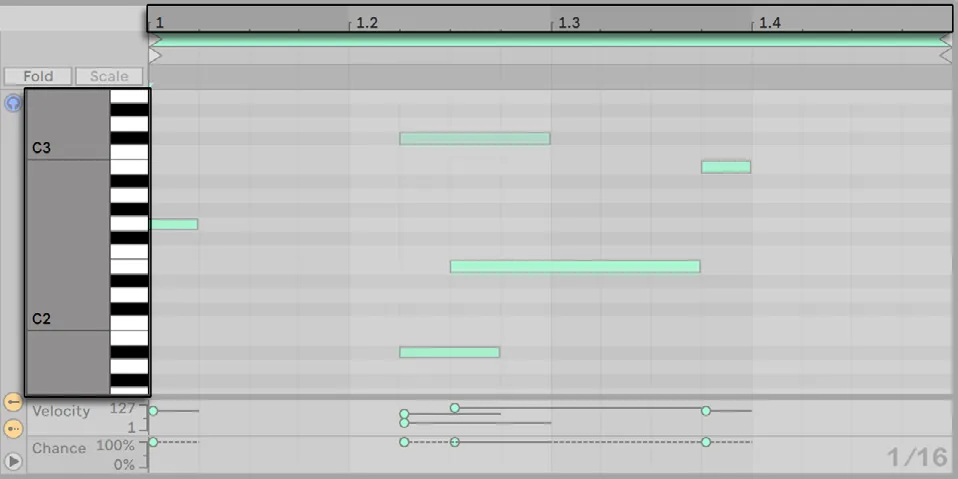 1 1.2 1.3 1.4
Fold Scale
C3
C2
Velocity 127
1
Chance 100%
0%
1/16